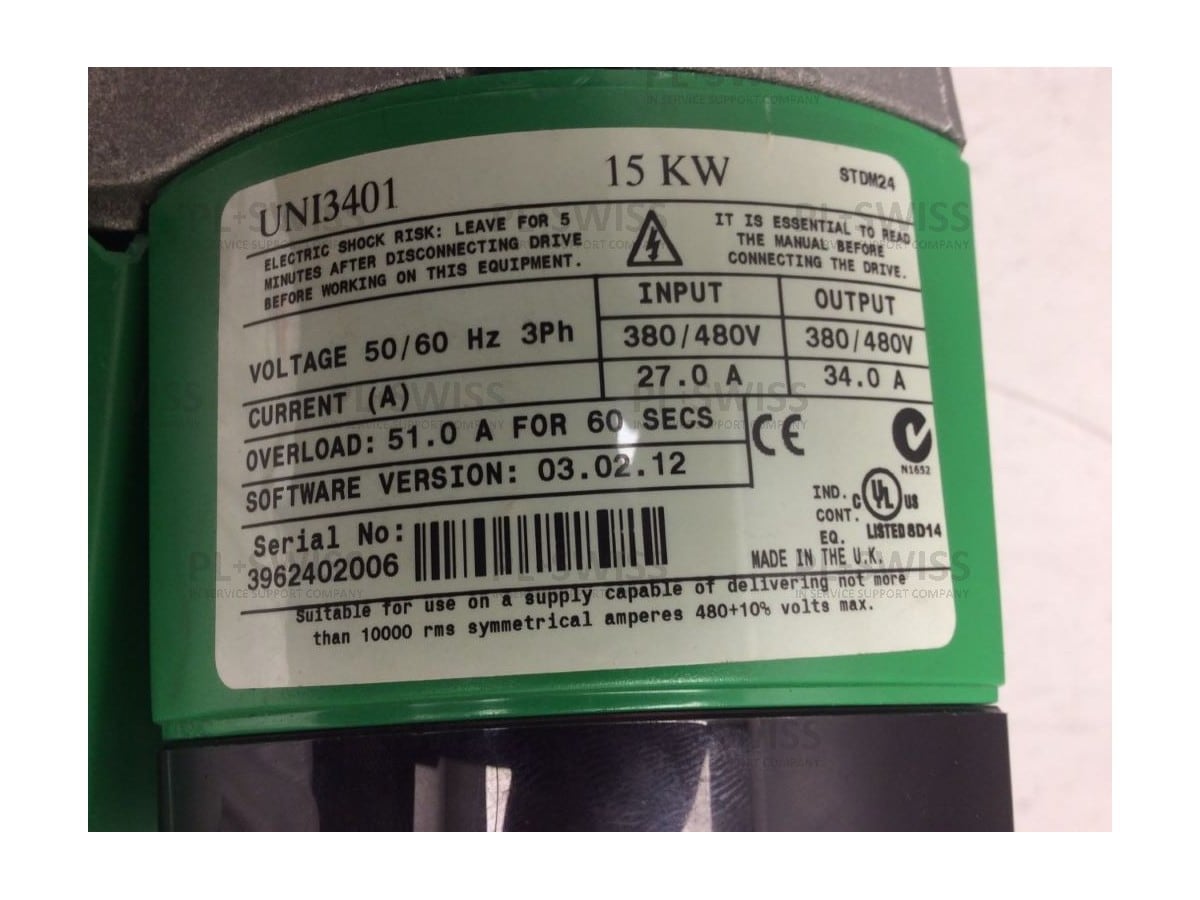 UNI3401 15 KW STDM24
ELECTRIC SHOCK RISK: LEAVE FOR 5
MINUTES AFTER DISCONNECTING DRIVE
BEFORE WORKING ON THIS EQUIPMENT.
IT IS ESSENTIAL TO READ
THE MANUAL BEFORE
CONNECTING THE DRIVE.
INPUT OUTPUT
VOLTAGE 50/60 Hz 3Ph 380/480V 380/480V
CURRENT (A) 27.0 A 34.0 A
OVERLOAD: 51.0 A FOR 60 SECS
SOFTWARE VERSION: 03.02.12
CE
N1652
Serial No:
3962402006
IND.
CONT.
EQ.
C UL US
LISTED 8D14
MADE IN THE U.K.
Suitable for use on a supply capable of delivering not more
than 10000 rms symmetrical amperes 480+10% volts max.
PL+SWISS
IN SERVICE SUPPORT COMPANY